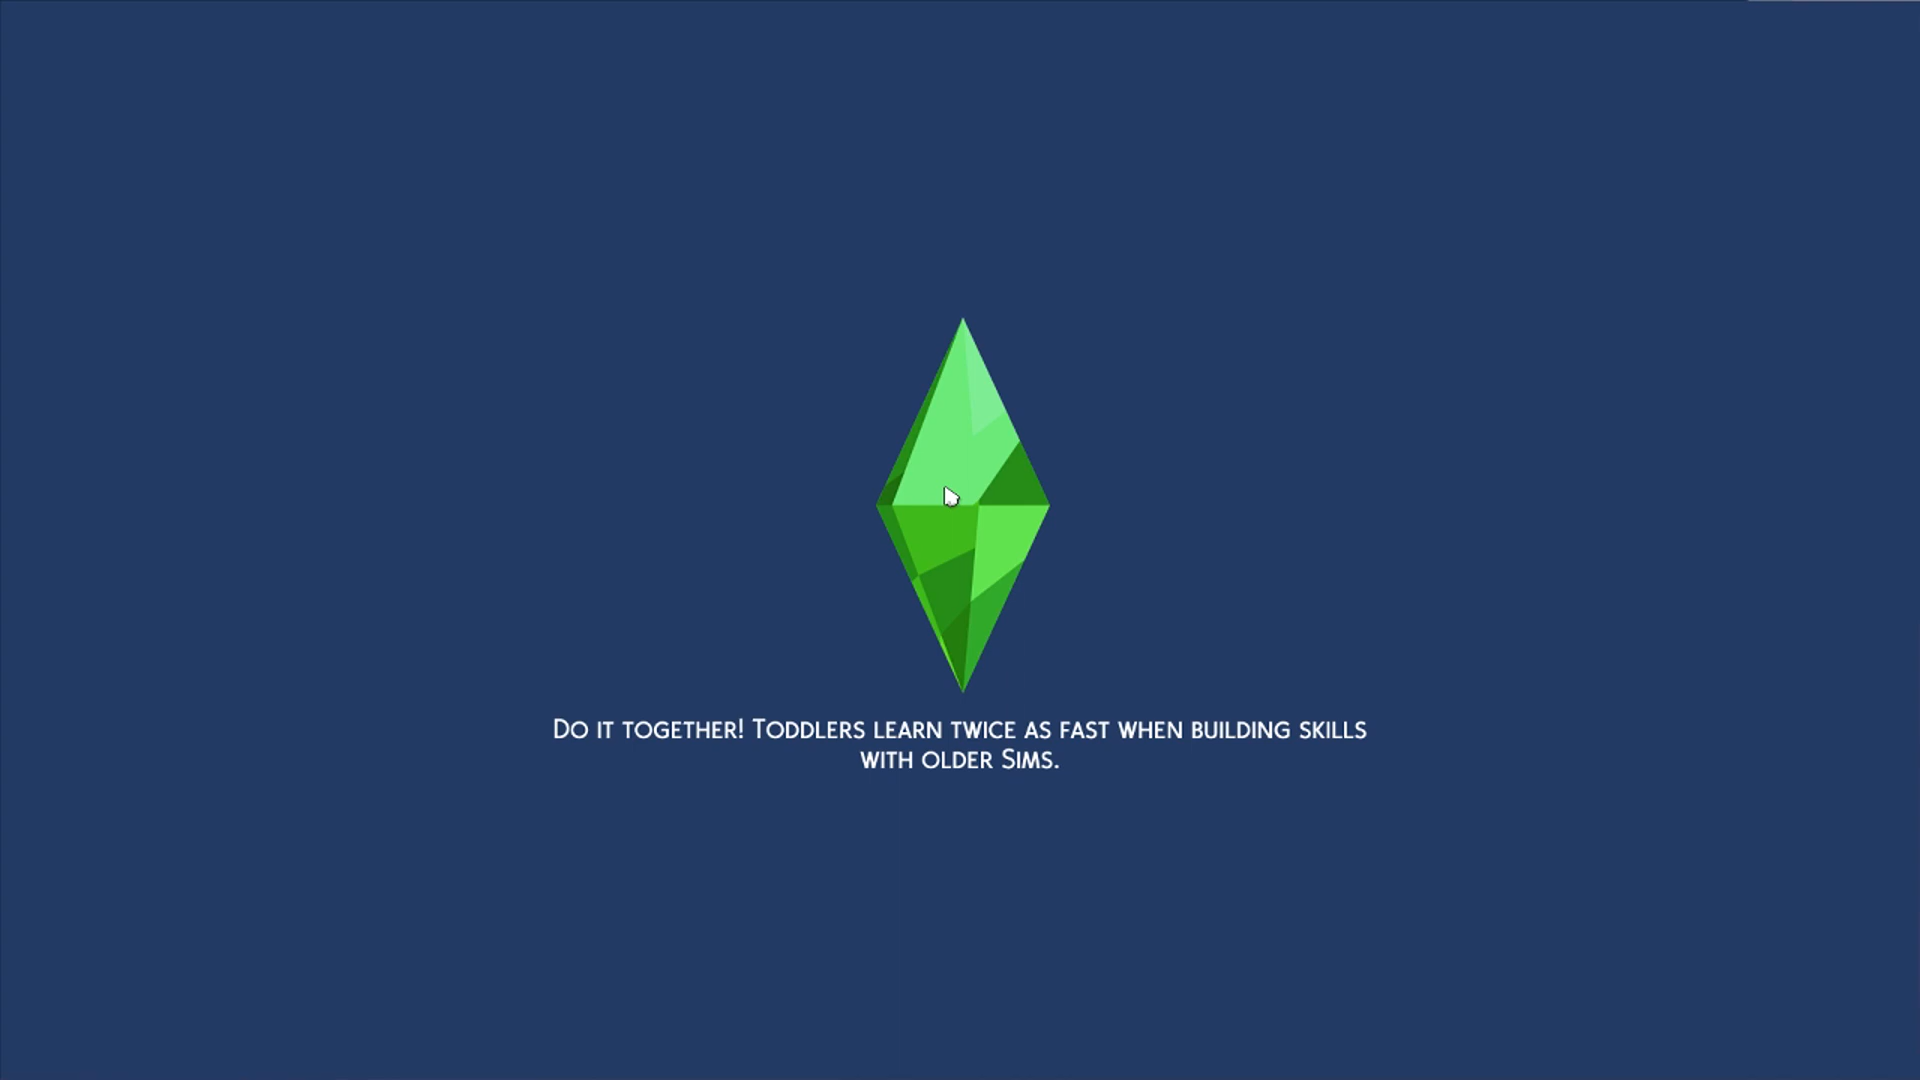 Do it together! Toddlers learn twice as fast when building skills
with older Sims.